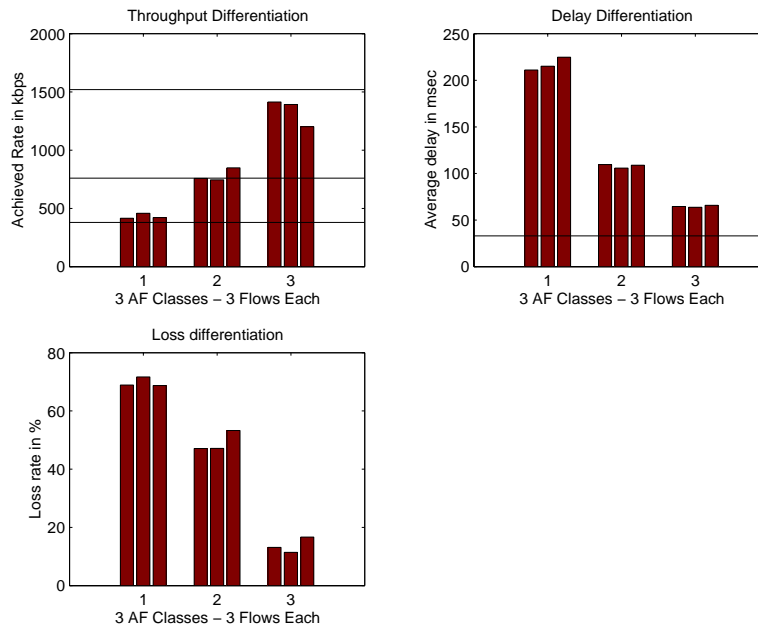 Throughput Differentiation
2000
1500
1000
500
0
Achieved Rate in kbps
1 2 3
3 AF Classes − 3 Flows Each
Delay Differentiation
250
200
150
100
50
0
Average delay in msec
1 2 3
3 AF Classes − 3 Flows Each
Loss differentiation
80
60
40
20
0
Loss rate in %
1 2 3
3 AF Classes − 3 Flows Each